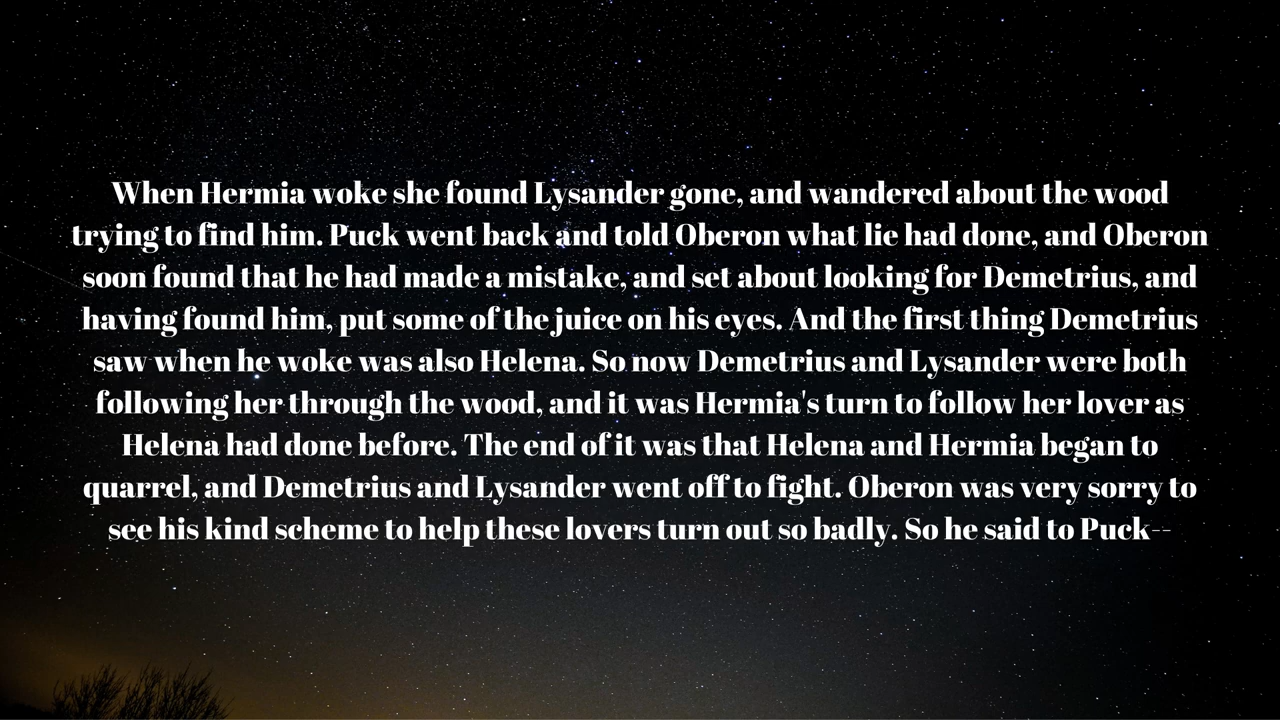 When Hermia woke she found Lysander gone, and wandered about the wood
trying to find him. Puck went back and told Oberon what lie had done, and Oberon
soon found that he had made a mistake, and set about looking for Demetrius, and
having found him, put some of the juice on his eyes. And the first thing Demetrius
saw when he woke was also Helena. So now Demetrius and Lysander were both
following her through the wood, and it was Hermia's turn to follow her lover as
Helena had done before. The end of it was that Helena and Hermia began to
quarrel, and Demetrius and Lysander went off to fight. Oberon was very sorry to
see his kind scheme to help these lovers turn out so badly. So he said to Puck--